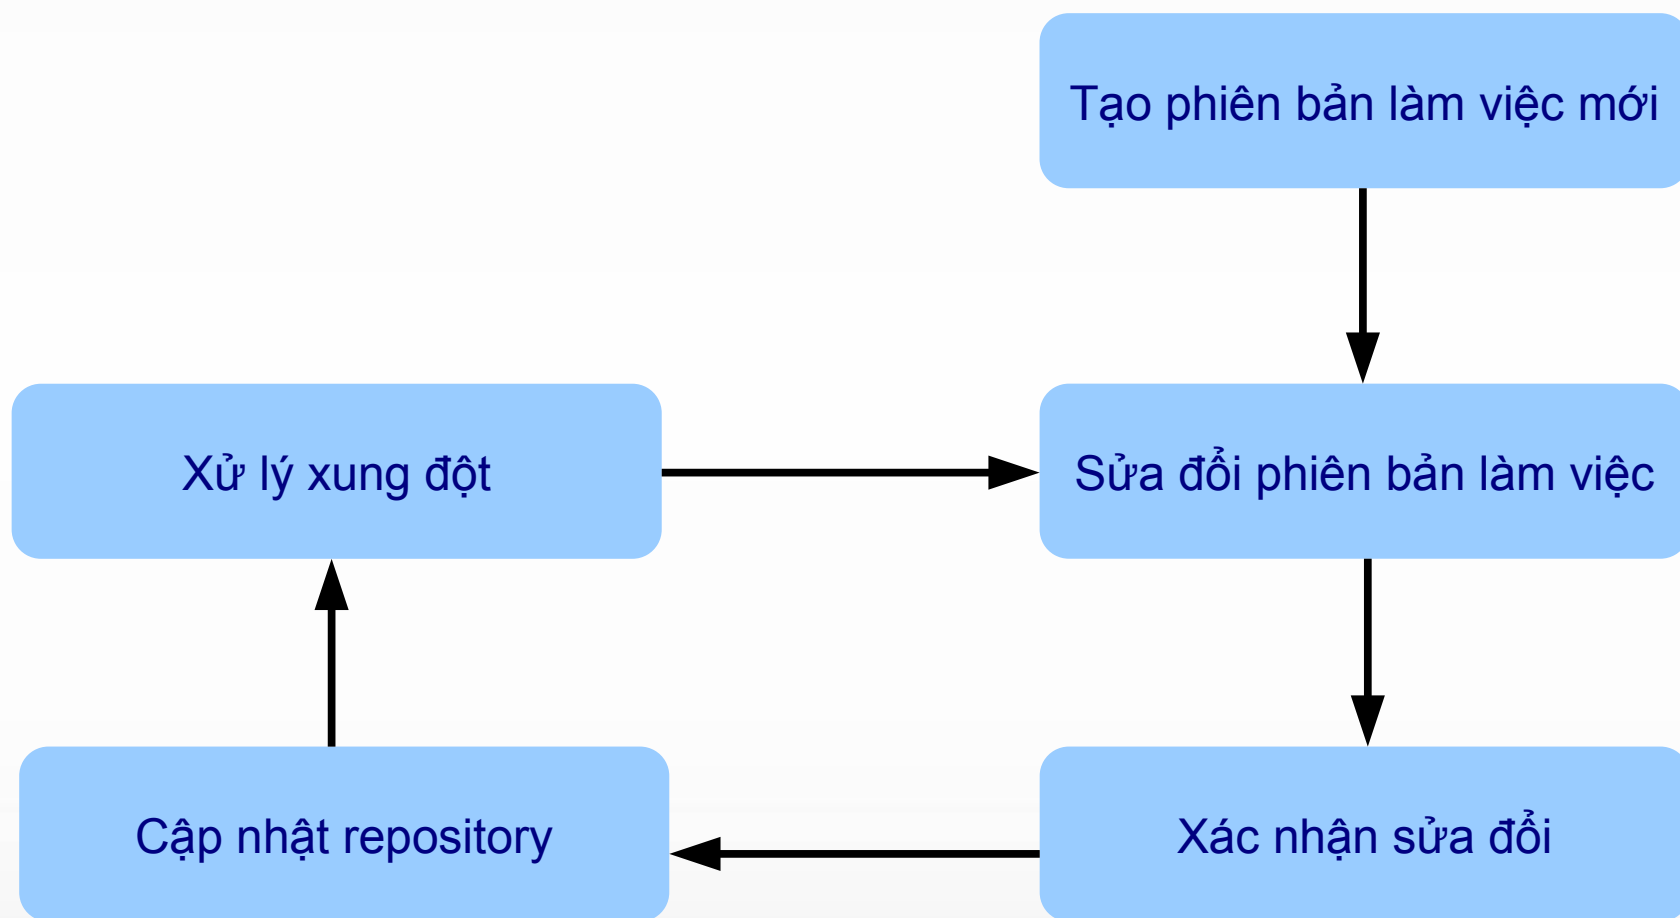 Tạo phiên bản làm việc mới
Xử lý xung đột
Sửa đổi phiên bản làm việc
Cập nhật repository
Xác nhận sửa đổi